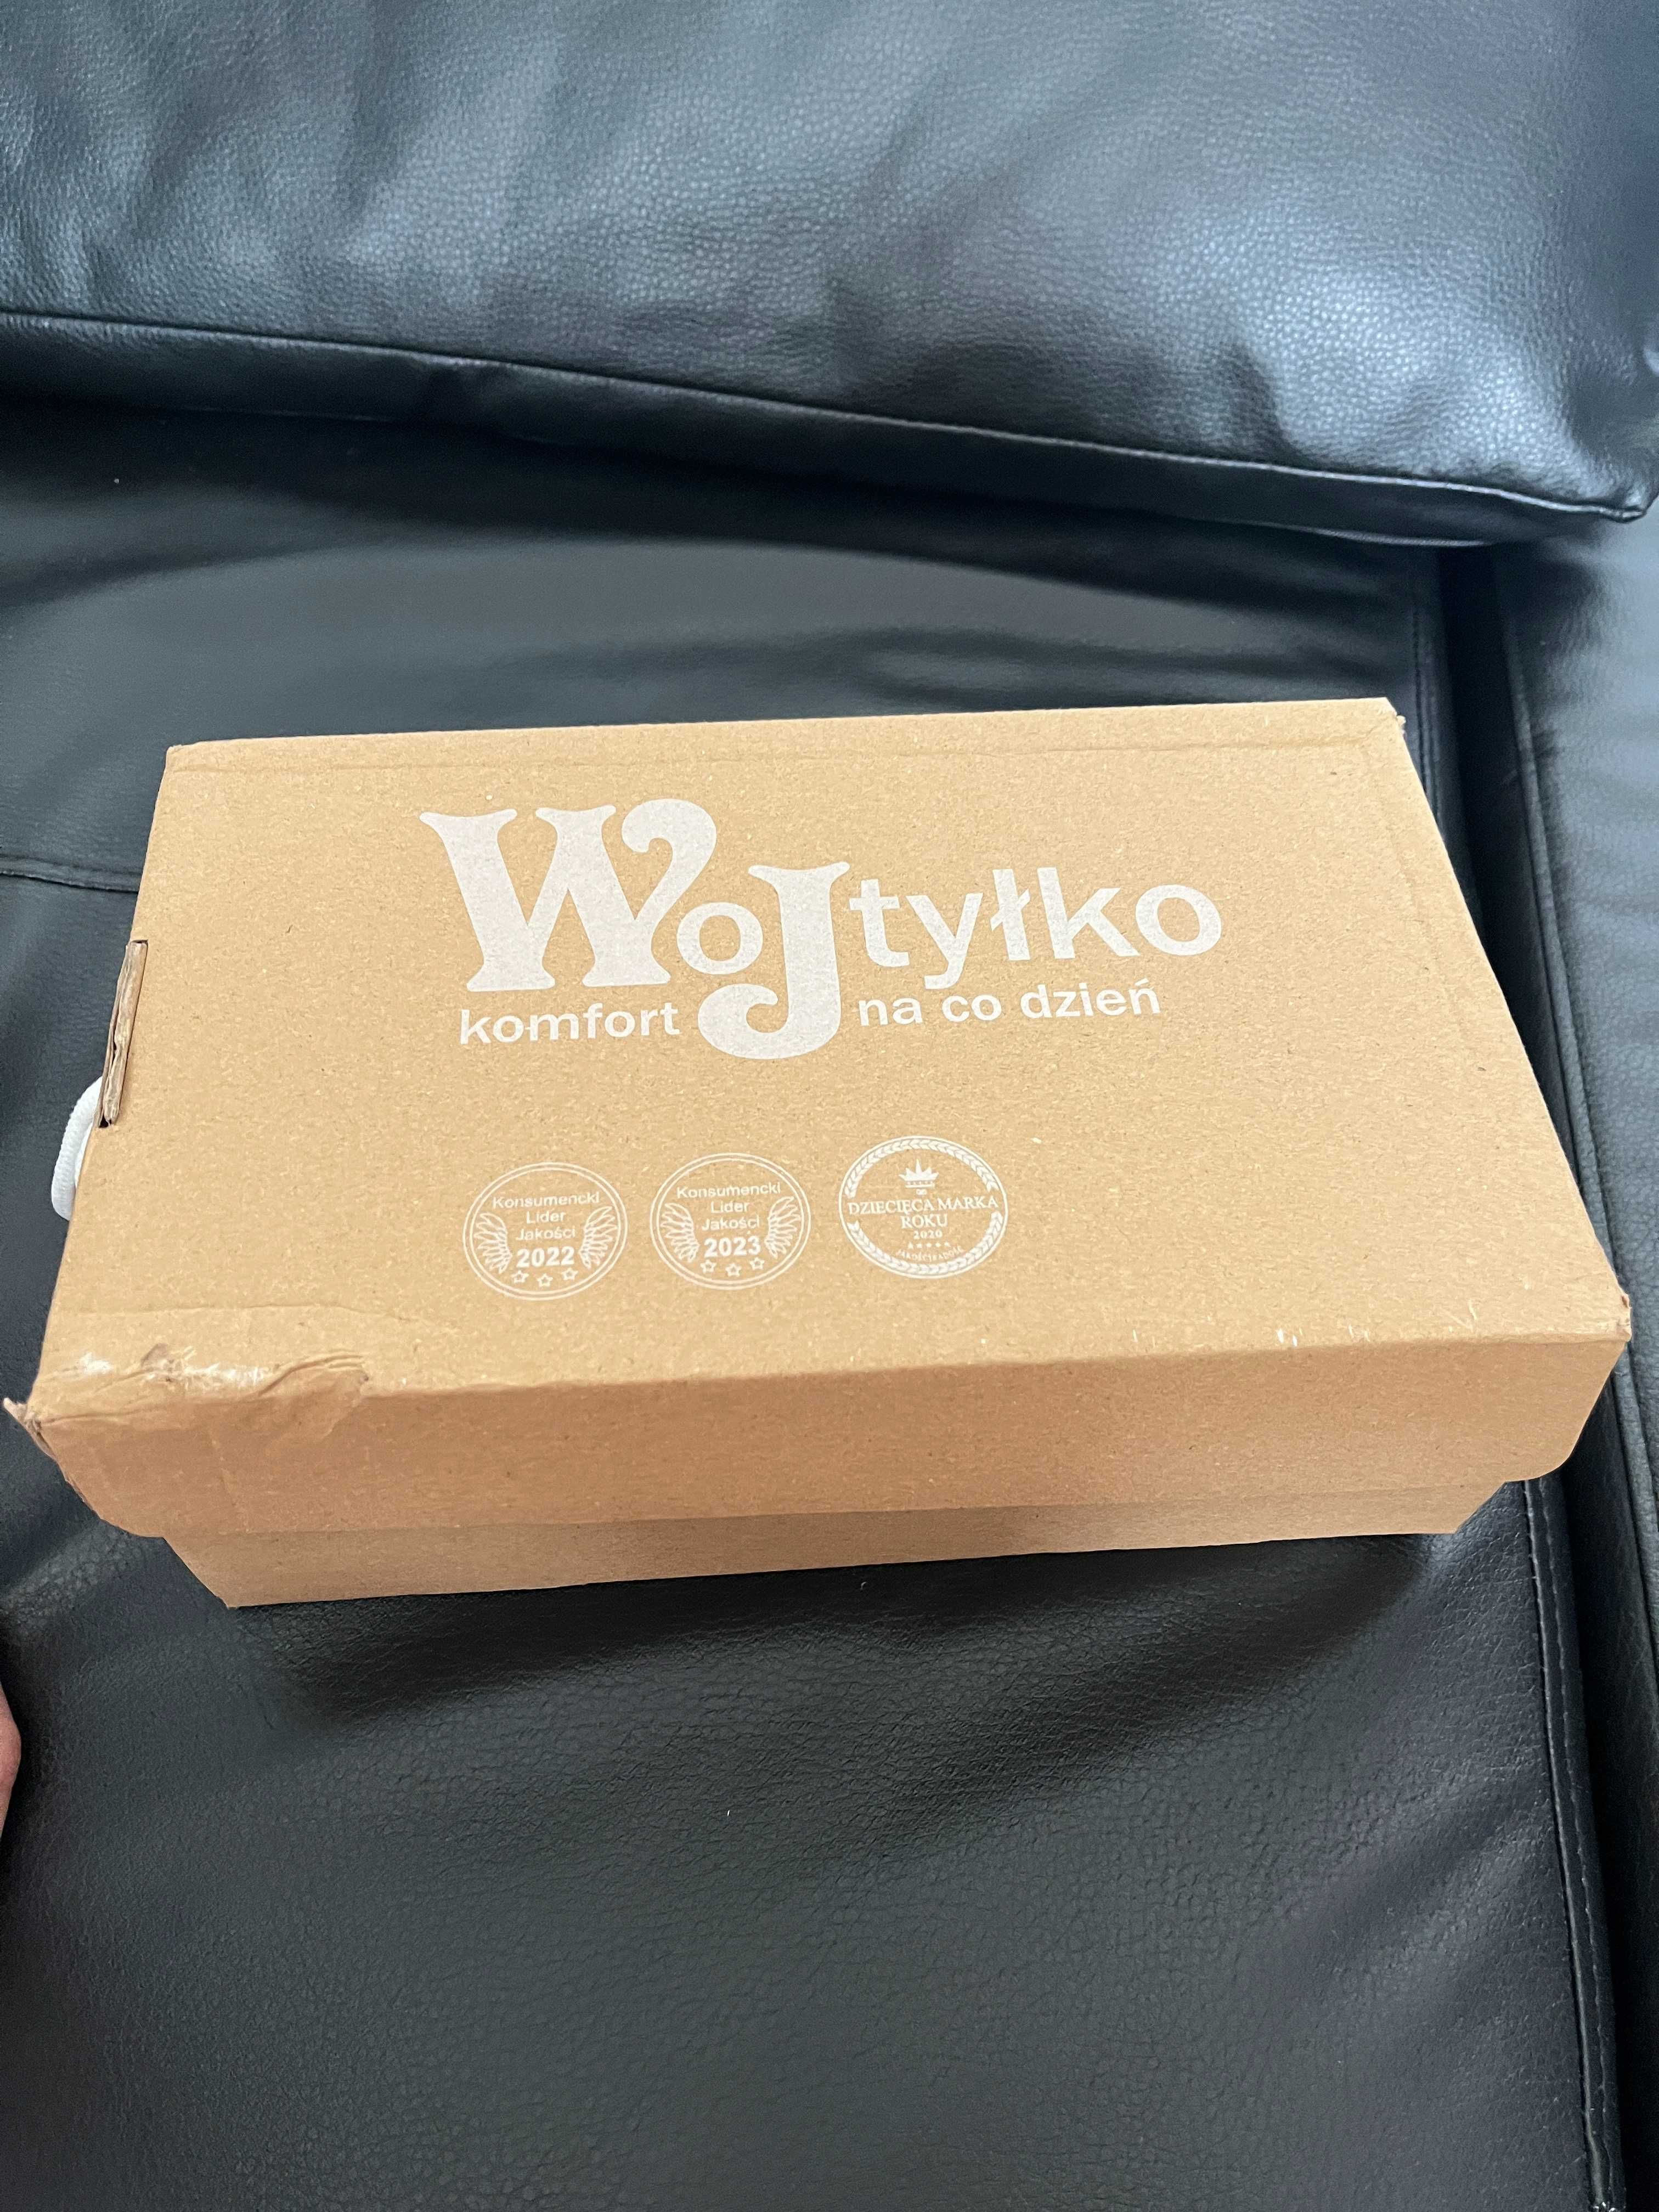 WOJtyłko
komfort na co dzień
Konsumencki
Lider
Jakości
2022
Konsumencki
Lider
Jakości
2023
DZIECIĘCA MARKA
ROKU
2020